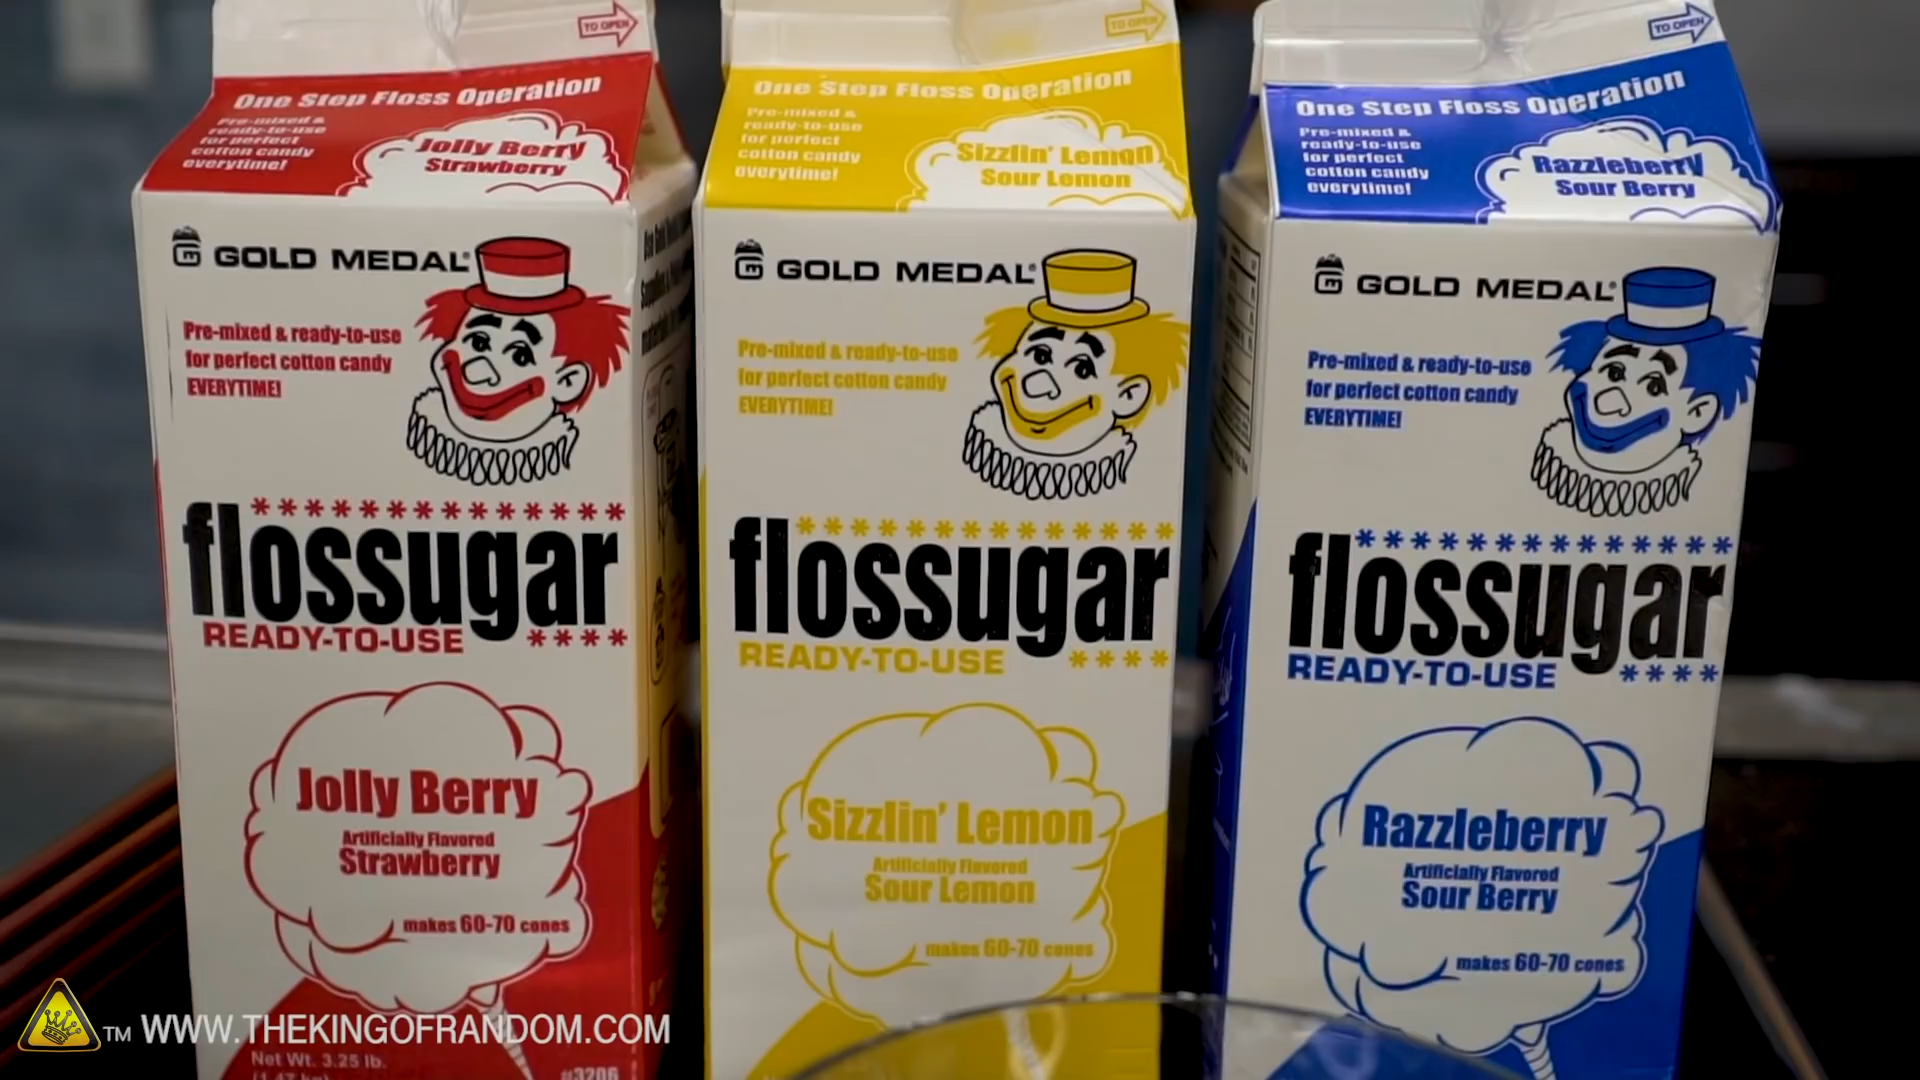 TO OPEN
One Step Floss Operation
Pre-mixed &
ready-to-use
for perfect
cotton candy
everytime!
Jolly Berry
Strawberry
GOLD MEDAL®
Pre-mixed & ready-to-use
for perfect cotton candy
EVERYTIME!
**************
flossugar
READY-TO-USE ****
Jolly Berry
Artificially Flavored
Strawberry
makes 60-70 cones
Net Wt. 3.25 lb.
#3206
TO OPEN
One Step Floss Operation
Pre-mixed &
ready-to-use
for perfect
cotton candy
everytime!
Sizzlin' Lemon
Sour Lemon
GOLD MEDAL®
Pre-mixed & ready-to-use
for perfect cotton candy
EVERYTIME!
**************
flossugar
READY-TO-USE ****
Sizzlin' Lemon
Artificially Flavored
Sour Lemon
makes 60-70 cones
TO OPEN
One Step Floss Operation
Pre-mixed &
ready-to-use
for perfect
cotton candy
everytime!
Razzleberry
Sour Berry
GOLD MEDAL®
Pre-mixed & ready-to-use
for perfect cotton candy
EVERYTIME!
**************
flossugar
READY-TO-USE ****
Razzleberry
Artificially Flavored
Sour Berry
makes 60-70 cones
TM WWW.THEKINGOFRANDOM.COM